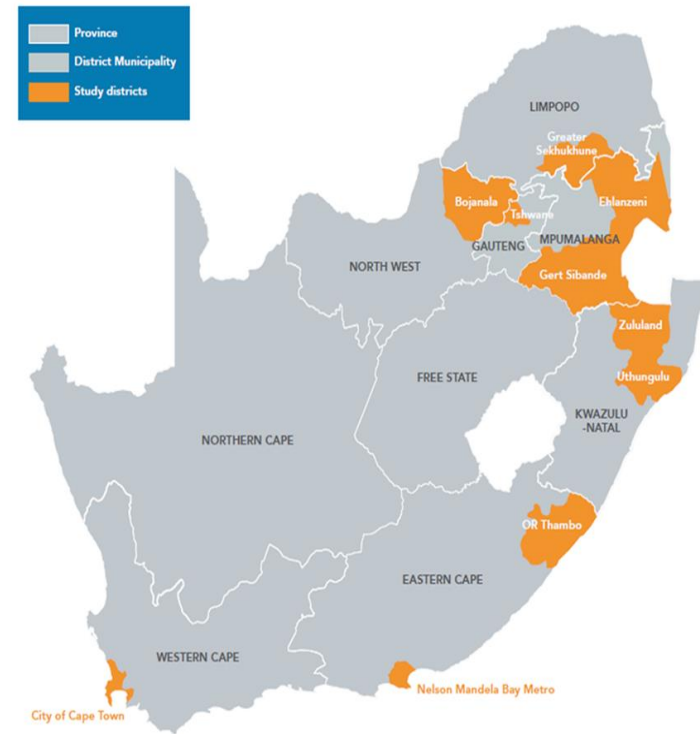 Province
District Municipality
Study districts
LIMPOPO
Greater
Sekhukhune
Bojanala
Tshwane
Ehlanzeni
GAUTENG
MPUMALANGA
NORTH WEST
Gert Sibande
Zululand
FREE STATE
Uthungulu
KWAZULU
-NATAL
NORTHERN CAPE
OR Thambo
EASTERN CAPE
WESTERN CAPE
Nelson Mandela Bay Metro
City of Cape Town